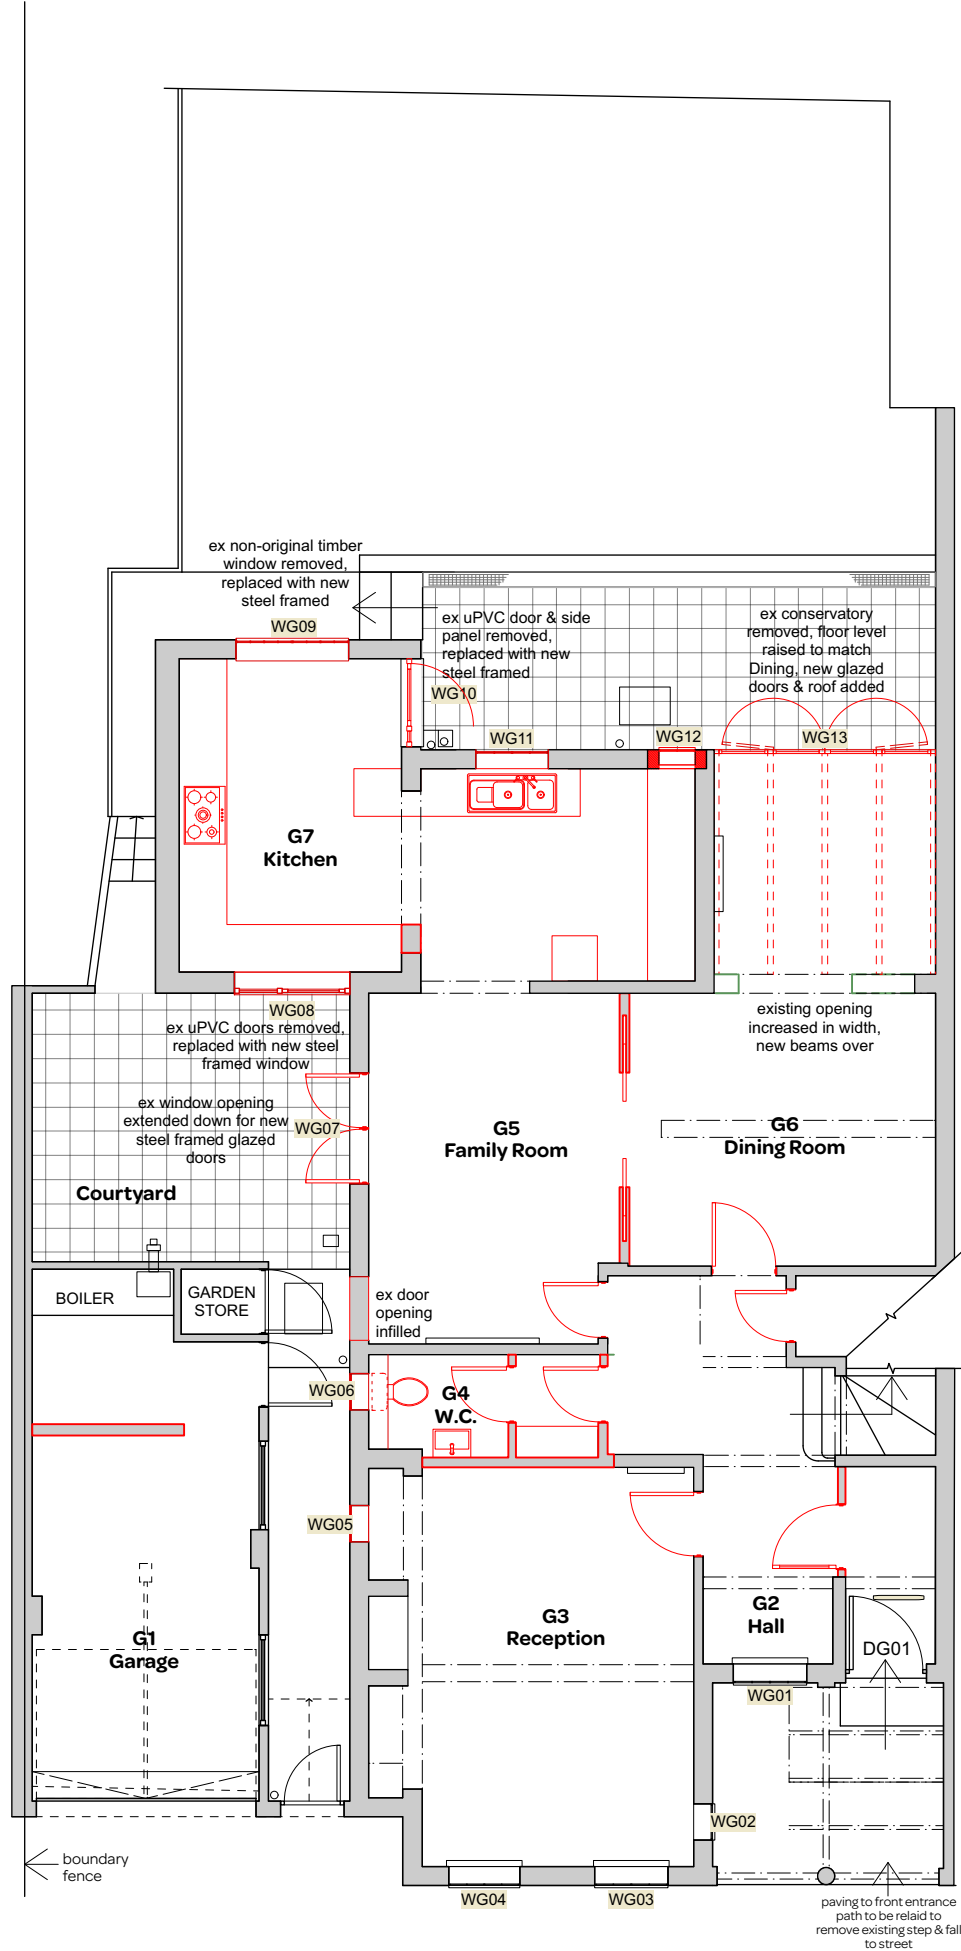 ex non-original timber
window removed,
replaced with new
steel framed
WG09
ex uPVC door & side
panel removed,
replaced with new
steel framed
WG10
ex conservatory
removed, floor level
raised to match
Dining, new glazed
doors & roof added
WG11
WG12
WG13
G7
Kitchen
WG08
ex uPVC doors removed,
replaced with new steel
framed window
existing opening
increased in width,
new beams over
ex window opening
extended down for new
steel framed glazed
doors
WG07
G5
Family Room
G6
Dining Room
Courtyard
BOILER
GARDEN
STORE
ex door
opening
infilled
WG06
G4
W.C.
WG05
G3
Reception
G2
Hall
G1
Garage
DG01
WG01
WG02
boundary
fence
WG04
WG03
paving to front entrance
path to be relaid to
remove existing step & fall
to street